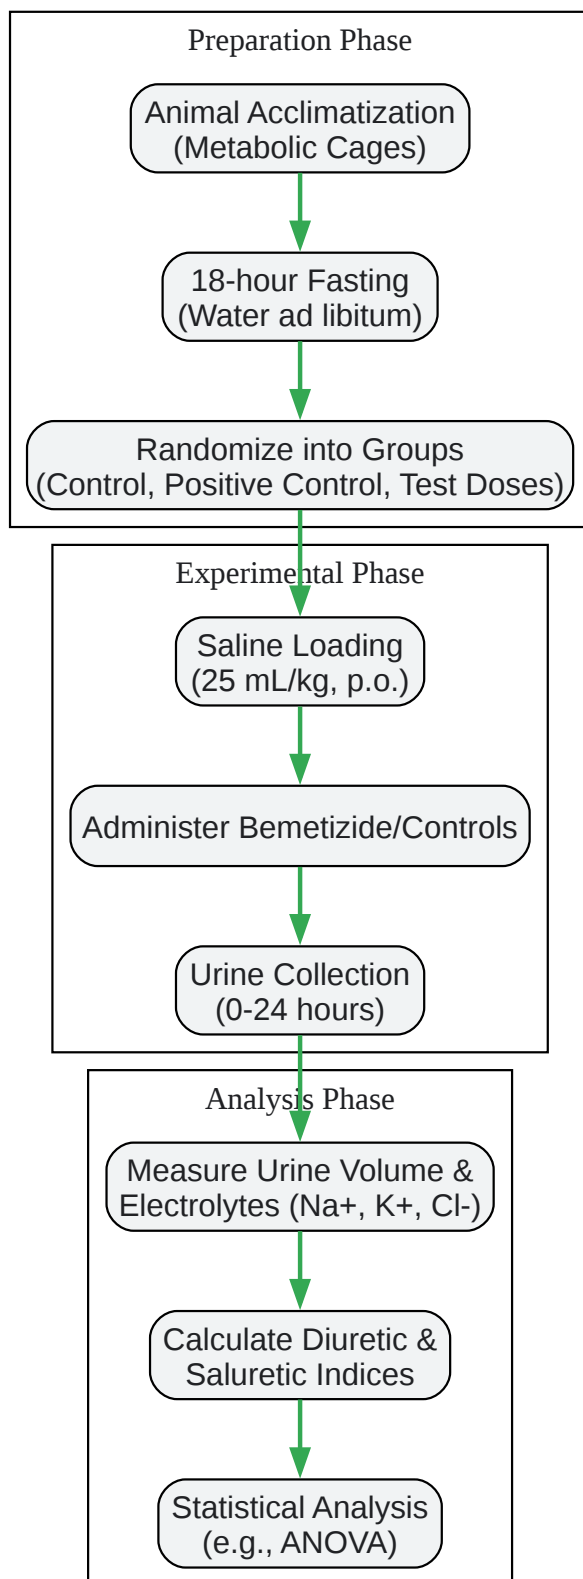 Preparation Phase
Animal Acclimatization
(Metabolic Cages)
18-hour Fasting
(Water ad libitum)
Randomize into Groups
(Control, Positive Control, Test Doses)
Experimental Phase
Saline Loading
(25 mL/kg, p.o.)
Administer Bemetizide/Controls
Urine Collection
(0-24 hours)
Analysis Phase
Measure Urine Volume &
Electrolytes (Na+, K+, Cl-)
Calculate Diuretic &
Saluretic Indices
Statistical Analysis
(e.g., ANOVA)